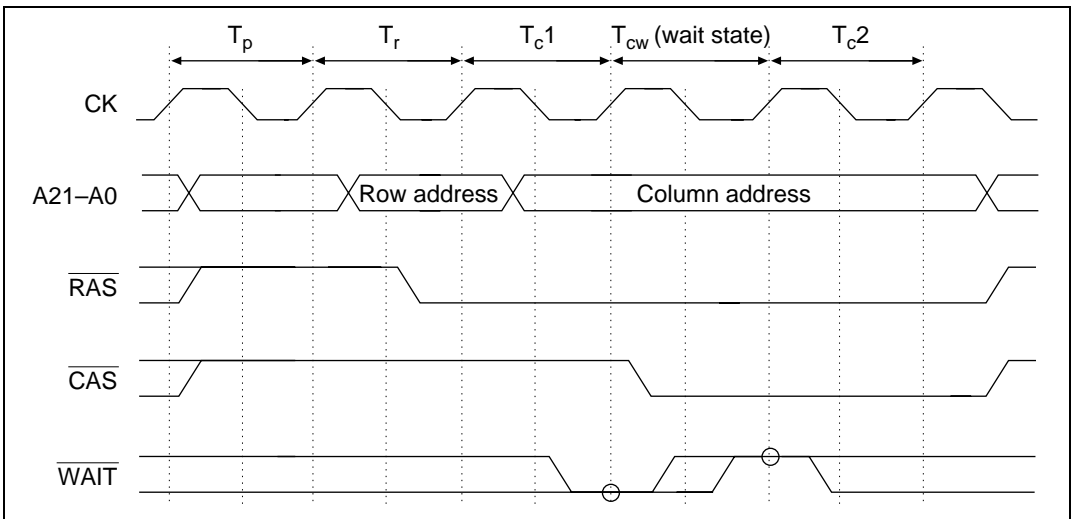 Tp Tr Tc1 Tcw (wait state) Tc2
CK
A21–A0 Row address Column address
RAS
CAS
WAIT